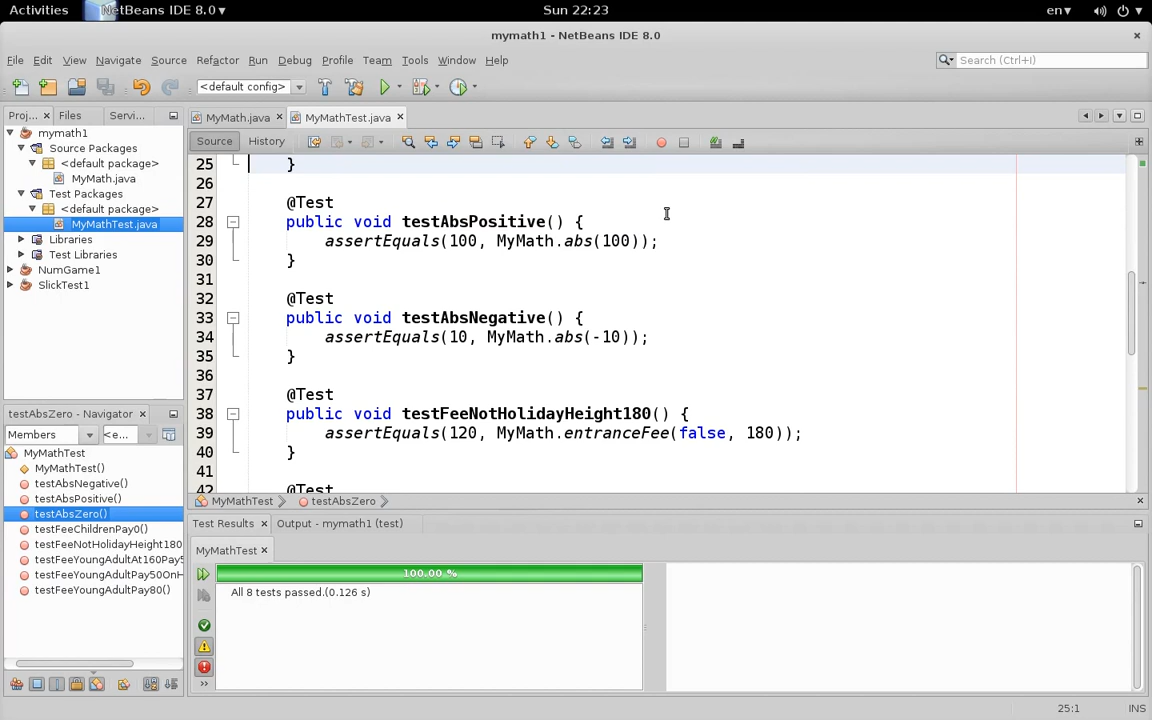 Activities NetBeans IDE 8.0 Sun 22:23 en
mymath1 - NetBeans IDE 8.0
File Edit View Navigate Source Refactor Run Debug Profile Team Tools Window Help Search (Ctrl+I)
<default config>
Proj... Files Servi... MyMath.java MyMathTest.java
Source History
mymath1
Source Packages
<default package>
MyMath.java
Test Packages
<default package>
MyMathTest.java
Libraries
Test Libraries
NumGame1
SlickTest1
25 }
26
27 @Test
28 public void testAbsPositive() {
29 assertEquals(100, MyMath.abs(100));
30 }
31
32 @Test
33 public void testAbsNegative() {
34 assertEquals(10, MyMath.abs(-10));
35 }
36
37 @Test
38 public void testFeeNotHolidayHeight180() {
39 assertEquals(120, MyMath.entranceFee(false, 180));
40 }
41
42 @Test
MyMathTest testAbsZero
testAbsZero - Navigator
Members <e...
MyMathTest
MyMathTest()
testAbsNegative()
testAbsPositive()
testAbsZero()
testFeeChildrenPay0()
testFeeNotHolidayHeight180
testFeeYoungAdultAt160Pay5
testFeeYoungAdultPay50OnH
testFeeYoungAdultPay80()
Test Results Output - mymath1 (test)
MyMathTest
100.00 %
All 8 tests passed.(0.126 s)
25:1 INS